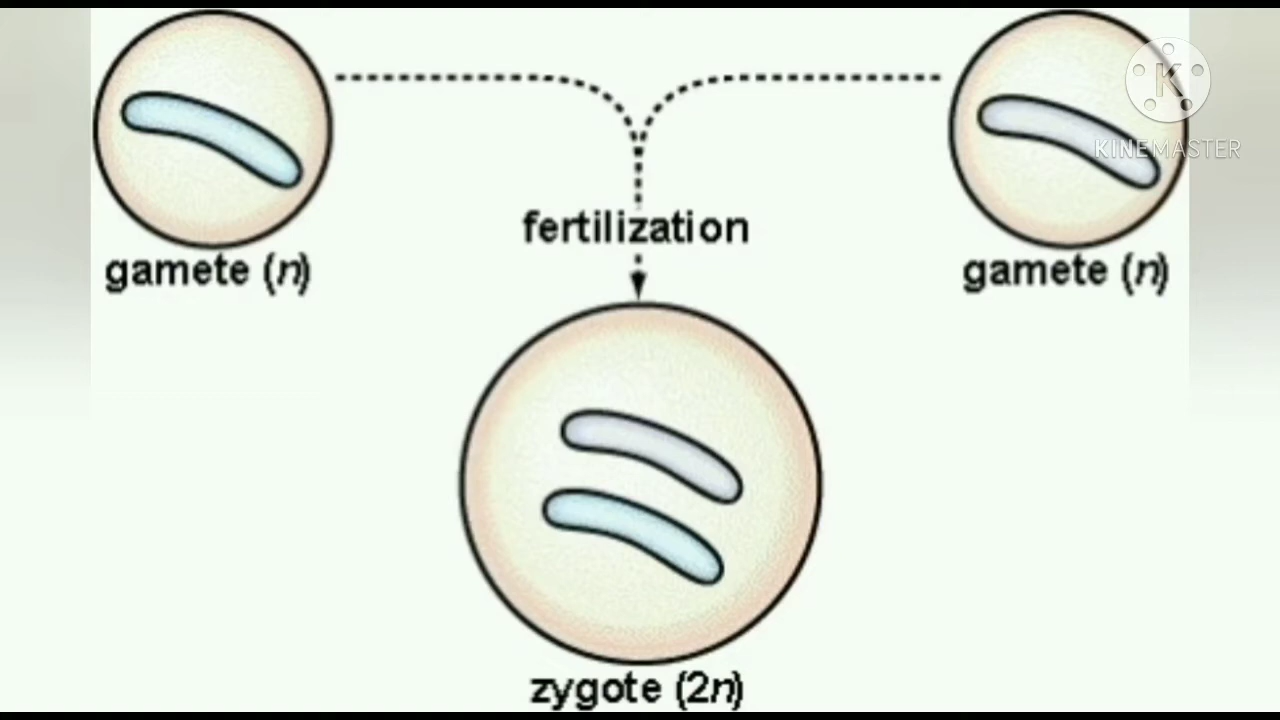 K
KINEMASTER
fertilization
gamete (n)
gamete (n)
zygote (2n)